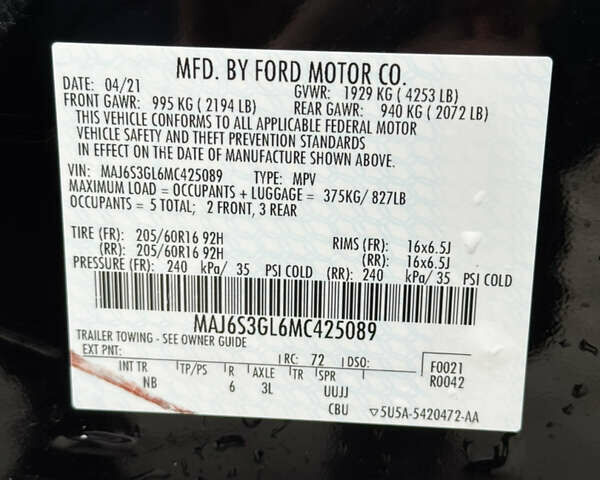 MFD. BY FORD MOTOR CO.
DATE: 04/21 GVWR: 1929 KG ( 4253 LB)
FRONT GAWR: 995 KG ( 2194 LB) REAR GAWR: 940 KG ( 2072 LB)
THIS VEHICLE CONFORMS TO ALL APPLICABLE FEDERAL MOTOR
VEHICLE SAFETY AND THEFT PREVENTION STANDARDS
IN EFFECT ON THE DATE OF MANUFACTURE SHOWN ABOVE.
VIN: MAJ6S3GL6MC425089 TYPE: MPV
MAXIMUM LOAD = OCCUPANTS + LUGGAGE = 375KG/ 827LB
OCCUPANTS = 5 TOTAL; 2 FRONT, 3 REAR
TIRE (FR): 205/60R16 92H RIMS (FR): 16x6.5J
(RR): 205/60R16 92H (RR): 16x6.5J
PRESSURE (FR): 240 kPa/ 35 PSI COLD (RR): 240 kPa/ 35 PSI COLD
MAJ6S3GL6MC425089
TRAILER TOWING - SEE OWNER GUIDE
EXT PNT: RC: 72 DSO: F0021
INT TR TP/PS R AXLE TR SPR R0042
NB 6 3L UUJJ
CBU ▽5U5A-5420472-AA